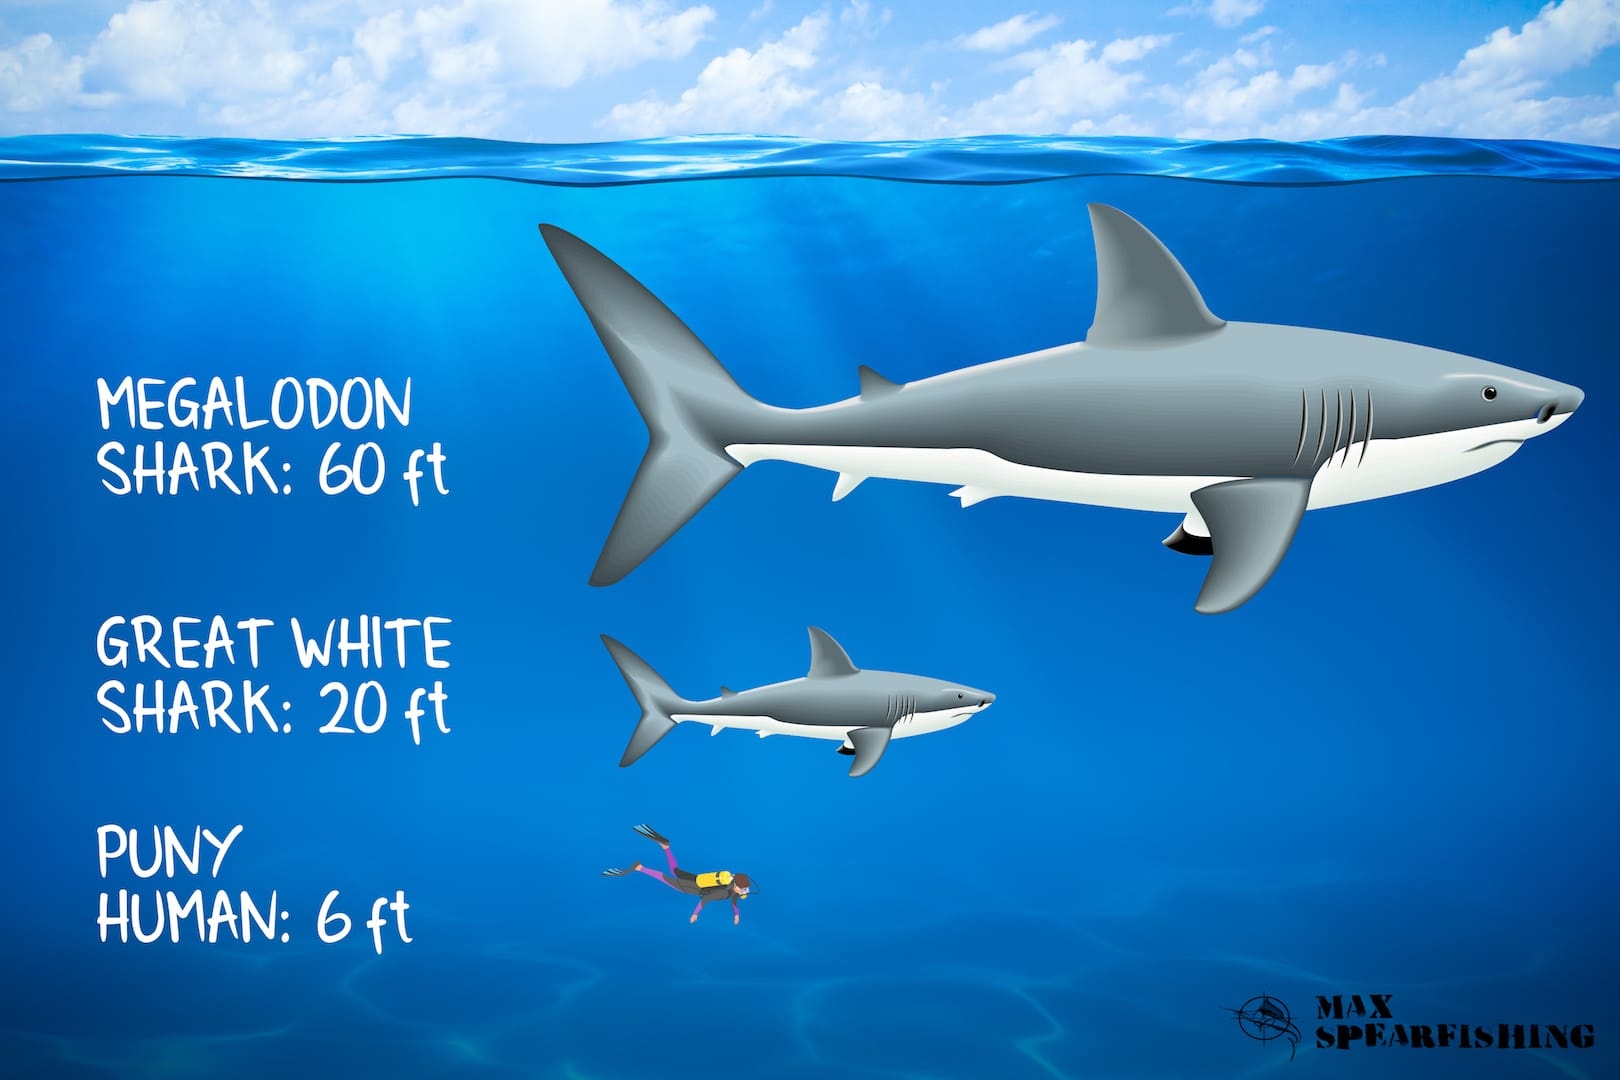 MEGALODON
SHARK: 60 ft
GREAT WHITE
SHARK: 20 ft
PUNY
HUMAN: 6 ft
MAX
SPEARFISHING